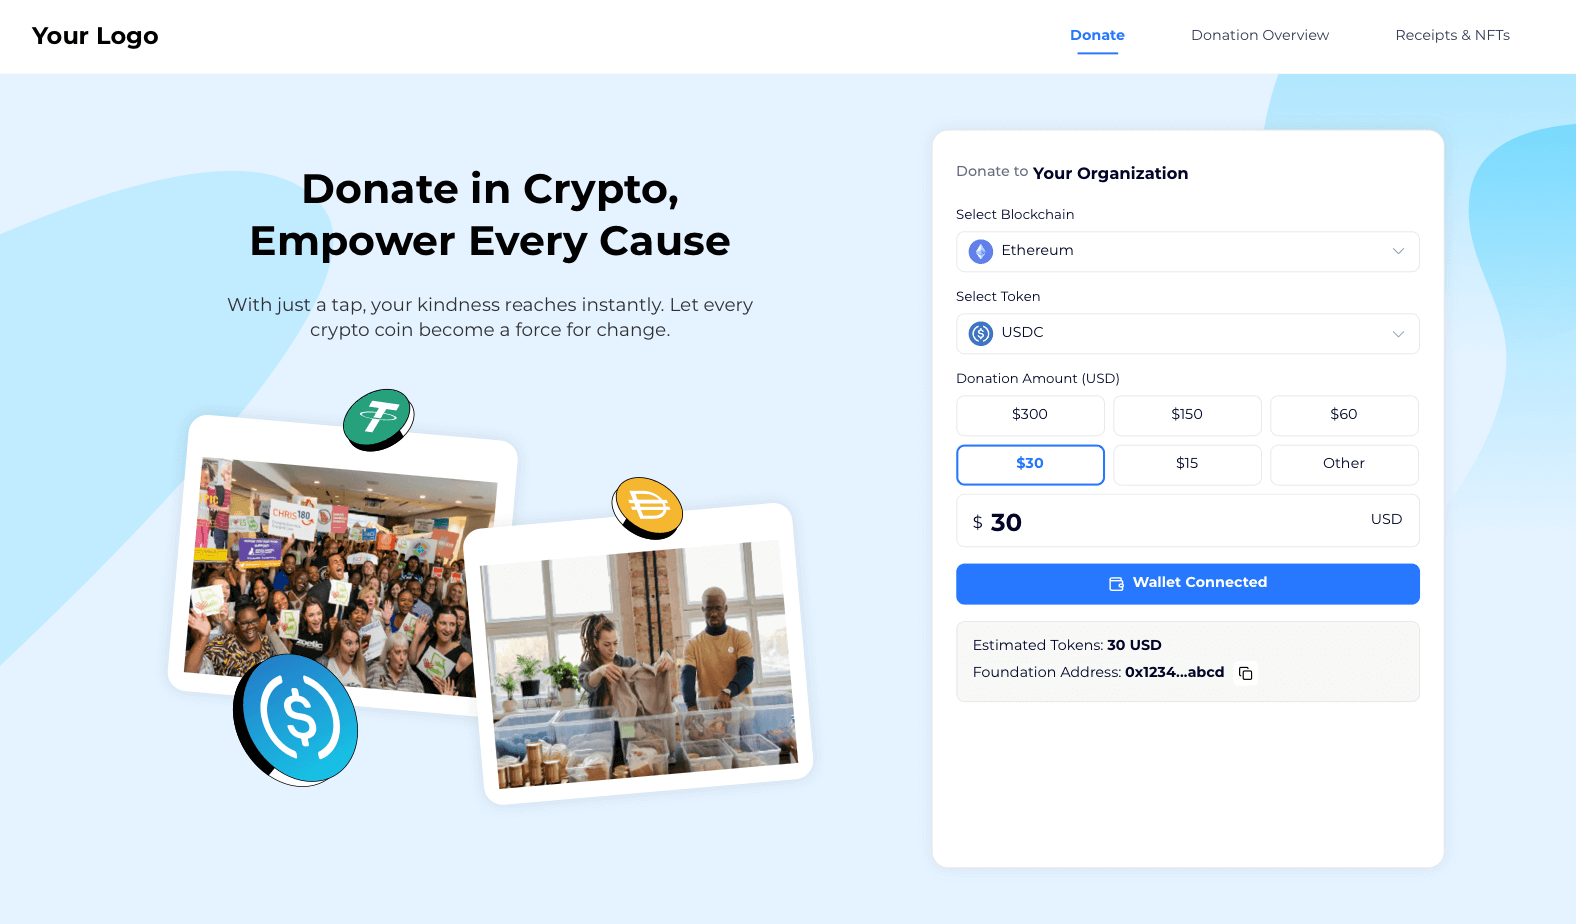 Your Logo
Donate
Donation Overview
Receipts & NFTs
Donate in Crypto,
Empower Every Cause
With just a tap, your kindness reaches instantly. Let every
crypto coin become a force for change.
CHRIS180
zoetic
Donate to Your Organization
Select Blockchain
Ethereum
Select Token
USDC
Donation Amount (USD)
$300
$150
$60
$30
$15
Other
$ 30
USD
Wallet Connected
Estimated Tokens: 30 USD
Foundation Address: 0x1234...abcd